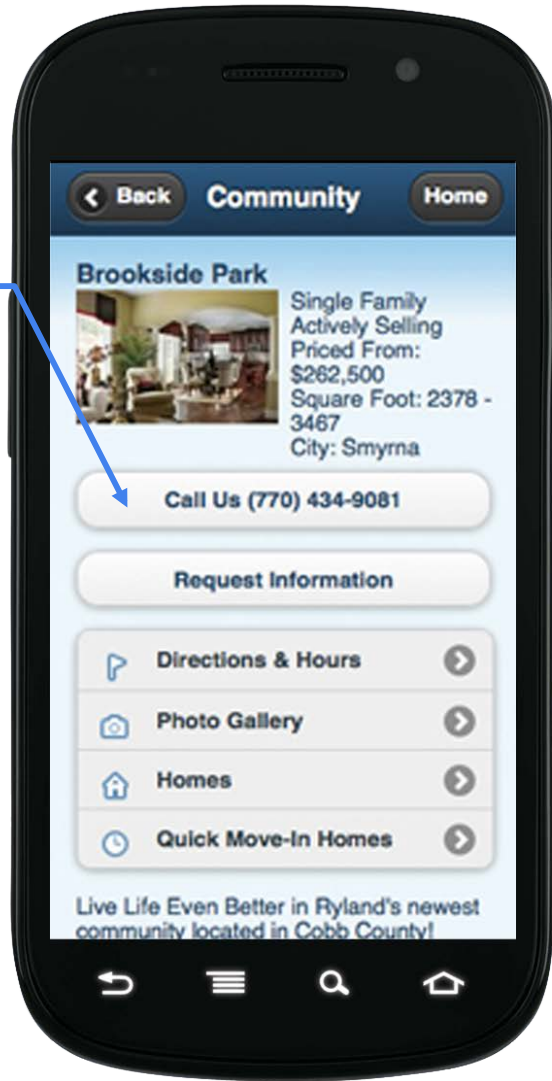 Back
Community
Home
Brookside Park
Single Family
Actively Selling
Priced From:
$262,500
Square Foot: 2378 -
3467
City: Smyrna
Call Us (770) 434-9081
Request Information
Directions & Hours
Photo Gallery
Homes
Quick Move-In Homes
Live Life Even Better in Ryland's newest
community located in Cobb County!